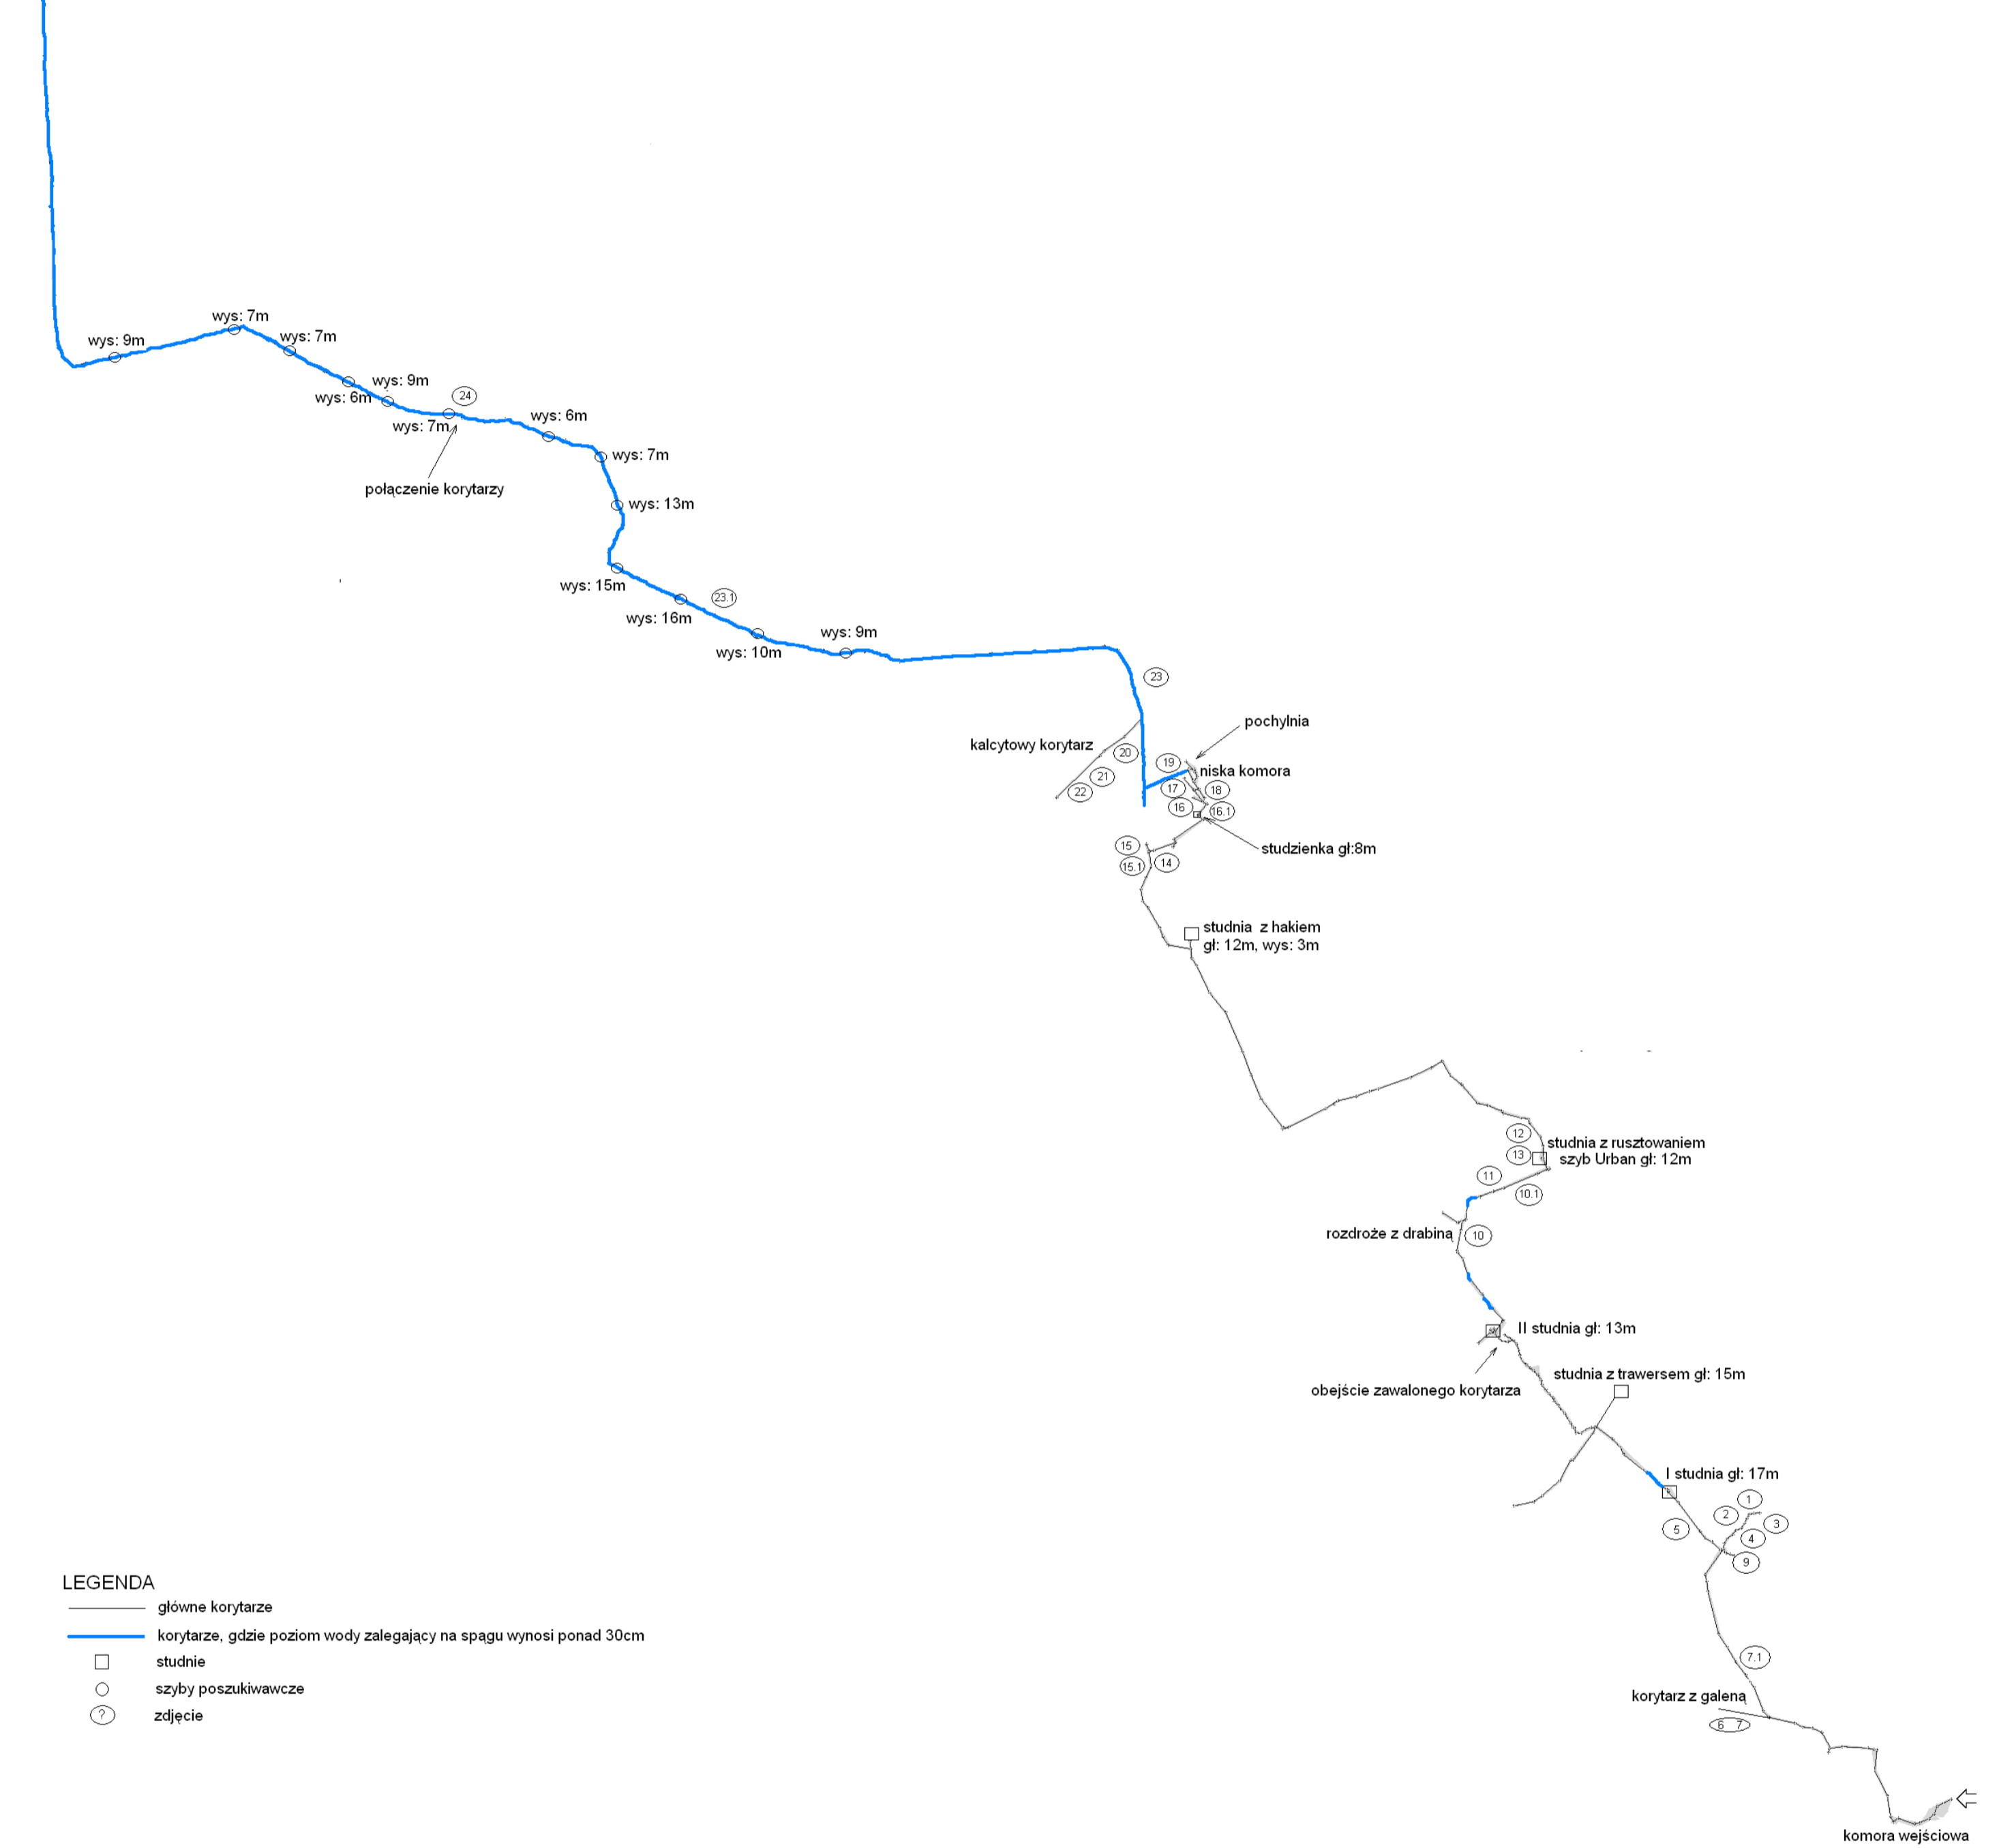 wys: 7m
wys: 9m
wys: 7m
wys: 9m
24
wys: 6m
wys: 6m
wys: 7m
wys: 7m
połączenie korytarzy
wys: 13m
wys: 15m
23.1
wys: 16m
wys: 9m
wys: 10m
23
pochylnia
kalcytowy korytarz
20
19
niska komora
21
22
17
18
16
16.1
15
studzienka gł:8m
15.1
14
studnia z hakiem
gł: 12m, wys: 3m
12
studnia z rusztowaniem
13
szyb Urban gł: 12m
11
10.1
rozdroże z drabiną
10
II studnia gł: 13m
studnia z trawersem gł: 15m
obejście zawalonego korytarza
I studnia gł: 17m
1
2
3
5
4
9
7.1
korytarz z galeną
6 7
komora wejściowa
LEGENDA
główne korytarze
korytarze, gdzie poziom wody zalegający na spągu wynosi ponad 30cm
studnie
szyby poszukiwawcze
?
zdjęcie